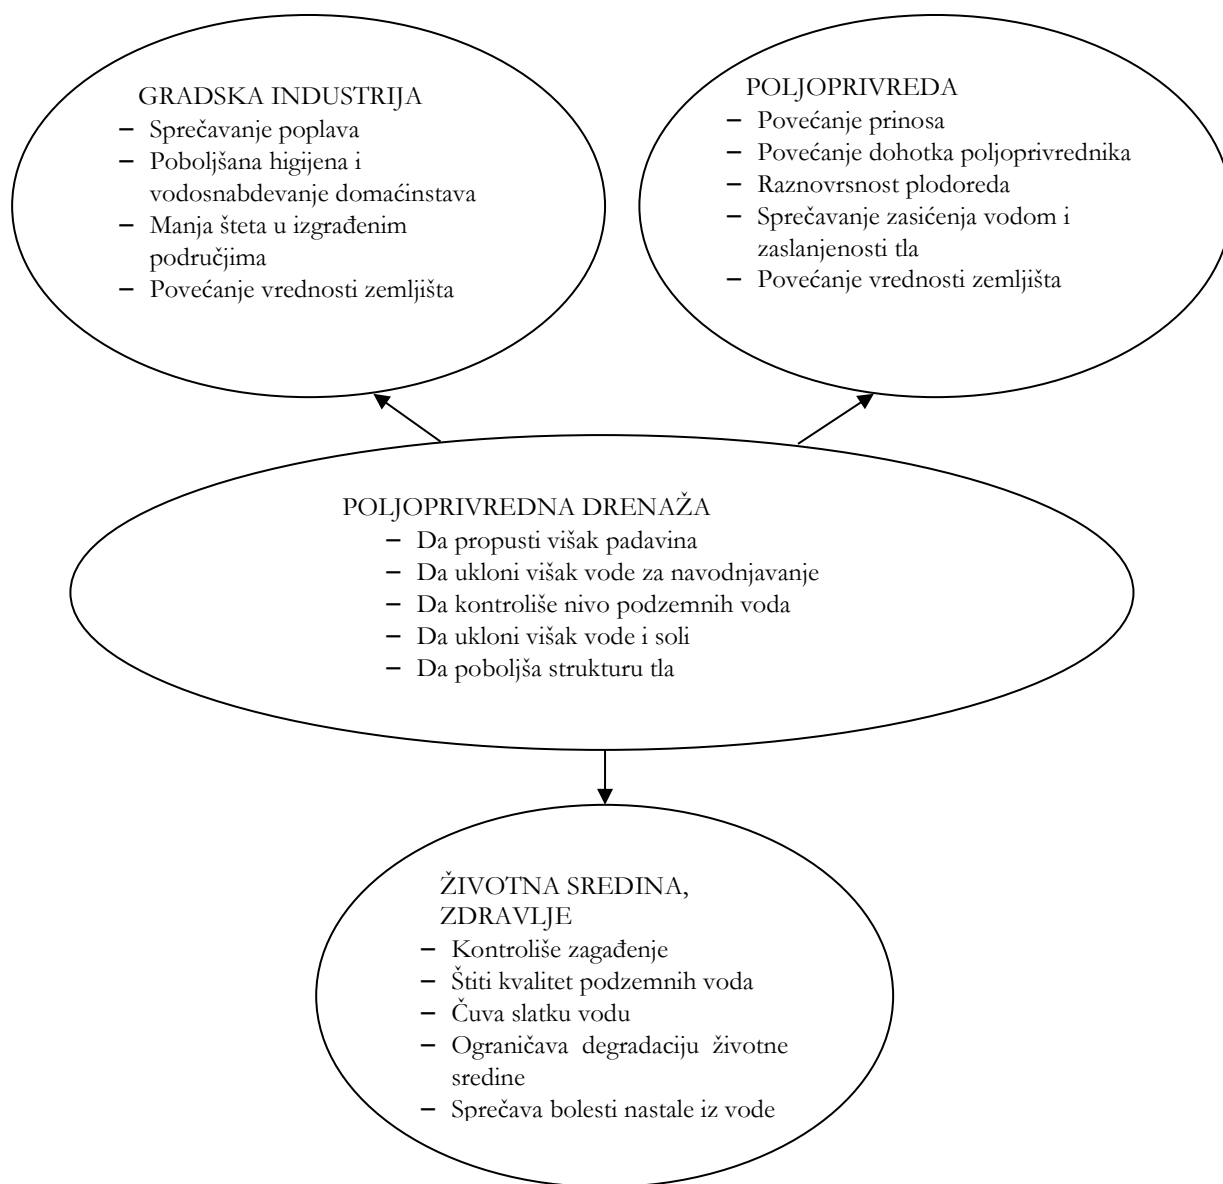 GRADSKA INDUSTRIJA
– Sprečavanje poplava
– Poboljšana higijena i
vodosnabdevanje domaćinstava
– Manja šteta u izgrađenim
područjima
– Povećanje vrednosti zemljišta
POLJOPRIVREDA
– Povećanje prinosa
– Povećanje dohotka poljoprivrednika
– Raznovrsnost plodoreda
– Sprečavanje zasićenja vodom i
zaslanjenosti tla
– Povećanje vrednosti zemljišta
POLJOPRIVREDNA DRENAŽA
– Da propusti višak padavina
– Da ukloni višak vode za navodnjavanje
– Da kontroliše nivo podzemnih voda
– Da ukloni višak vode i soli
– Da poboljša strukturu tla
ŽIVOTNA SREDINA,
ZDRAVLJE
– Kontroliše zagađenje
– Štiti kvalitet podzemnih voda
– Čuva slatku vodu
– Ograničava degradaciju životne
sredine
– Sprečava bolesti nastale iz vode